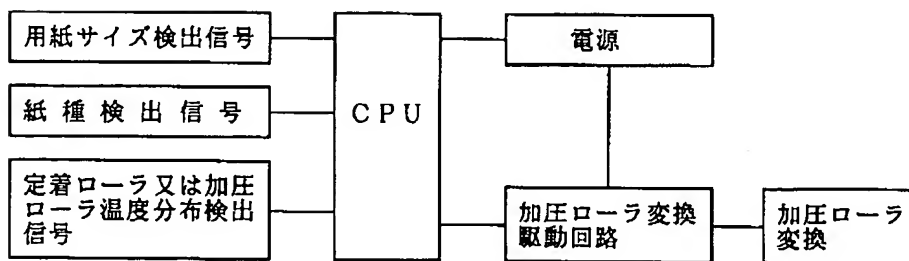 用紙サイズ検出信号
紙種検出信号
定着ローラ又は加圧
ローラ温度分布検出
信号
CPU
電源
加圧ローラ変換
駆動回路
加圧ローラ
変換